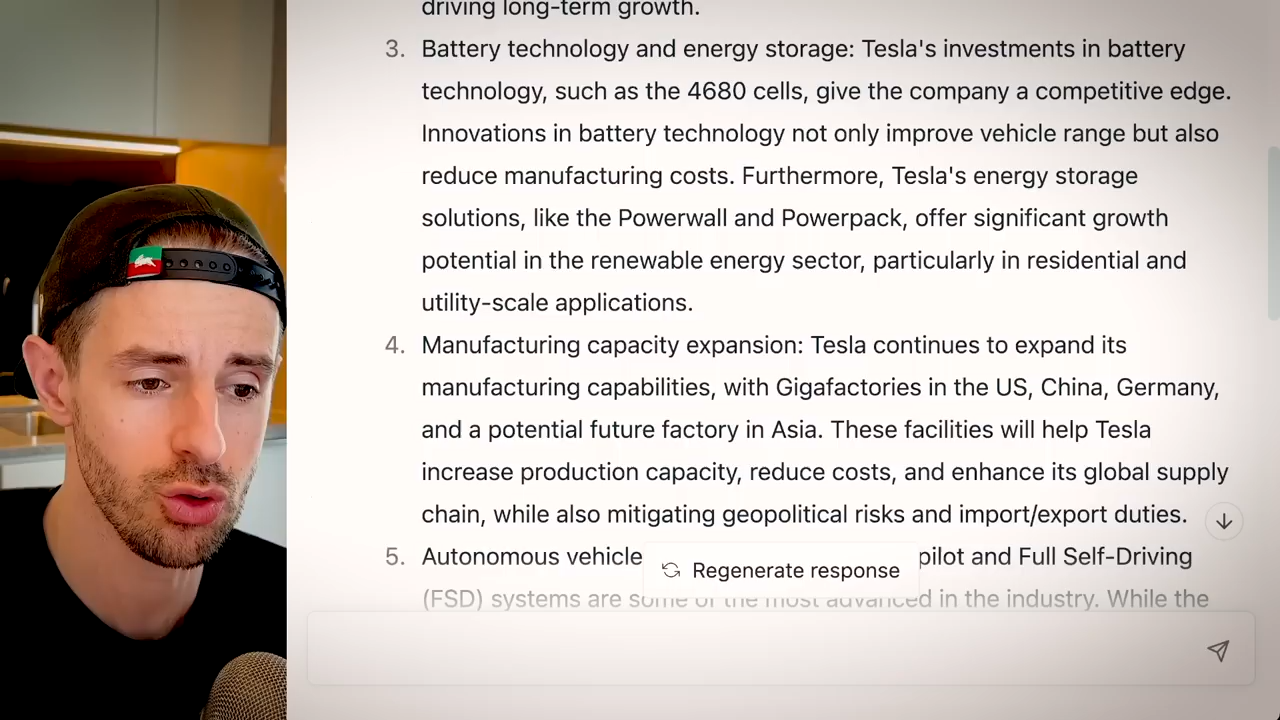 driving long-term growth.
3. Battery technology and energy storage: Tesla's investments in battery
technology, such as the 4680 cells, give the company a competitive edge.
Innovations in battery technology not only improve vehicle range but also
reduce manufacturing costs. Furthermore, Tesla's energy storage
solutions, like the Powerwall and Powerpack, offer significant growth
potential in the renewable energy sector, particularly in residential and
utility-scale applications.
4. Manufacturing capacity expansion: Tesla continues to expand its
manufacturing capabilities, with Gigafactories in the US, China, Germany,
and a potential future factory in Asia. These facilities will help Tesla
increase production capacity, reduce costs, and enhance its global supply
chain, while also mitigating geopolitical risks and import/export duties.
5. Autonomous vehicle pilot and Full Self-Driving
Regenerate response
(FSD) systems are some of the most advanced in the industry. While the